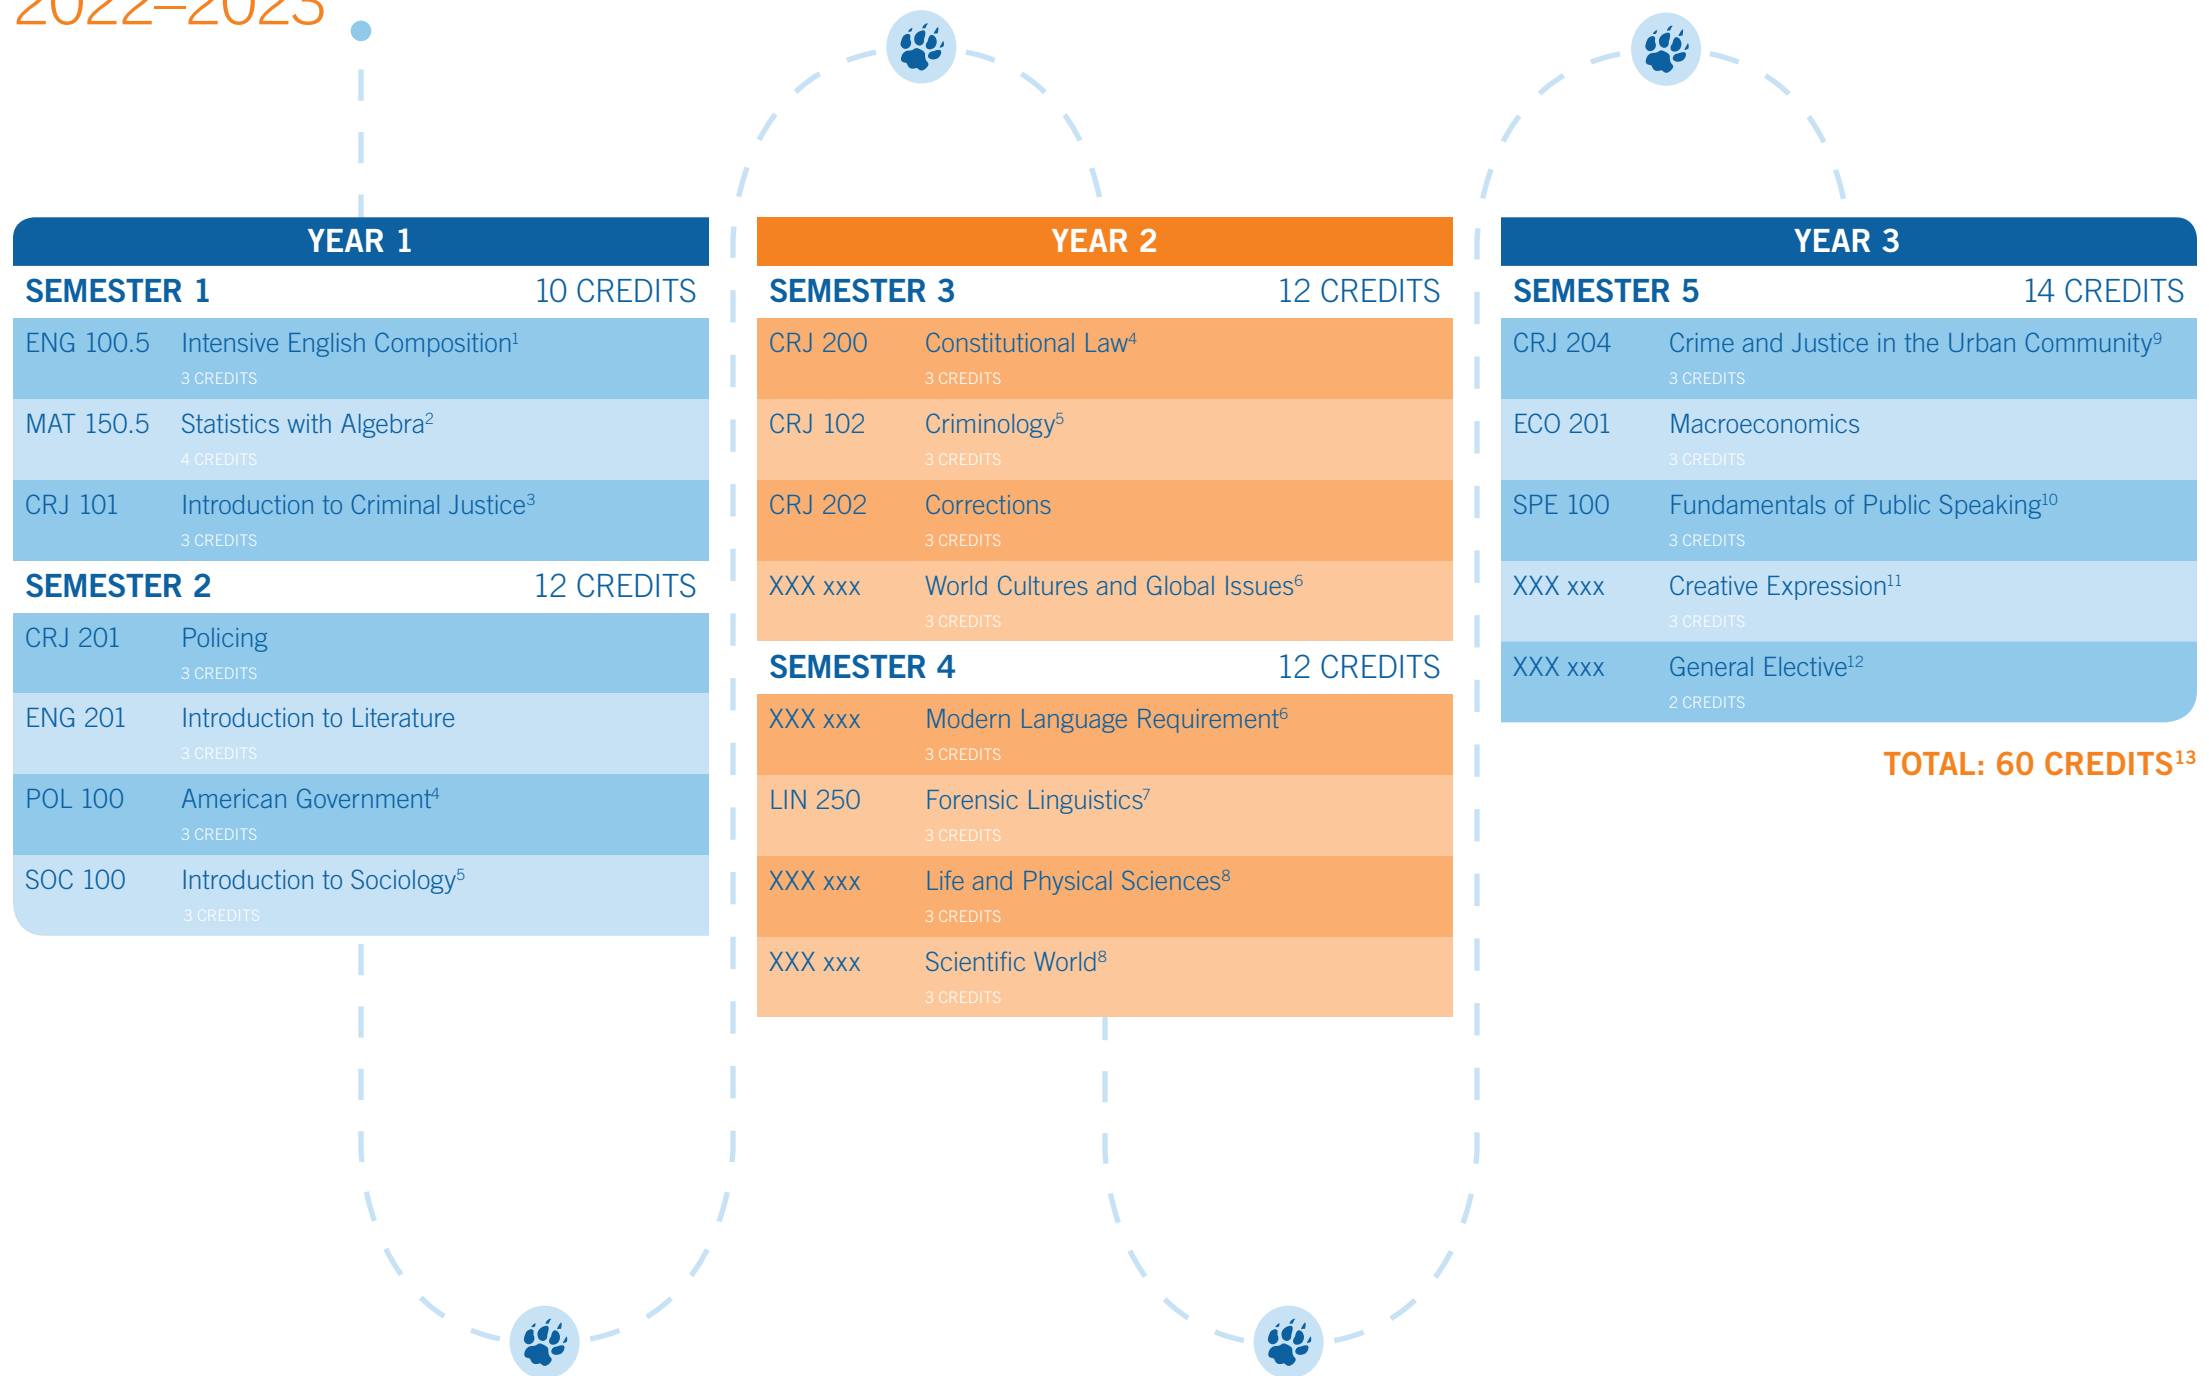 2022–2023
YEAR 1
SEMESTER 1 10 CREDITS
ENG 100.5 Intensive English Composition¹
3 CREDITS
MAT 150.5 Statistics with Algebra²
4 CREDITS
CRJ 101 Introduction to Criminal Justice³
3 CREDITS
SEMESTER 2 12 CREDITS
CRJ 201 Policing
3 CREDITS
ENG 201 Introduction to Literature
3 CREDITS
POL 100 American Government⁴
3 CREDITS
SOC 100 Introduction to Sociology⁵
3 CREDITS
YEAR 2
SEMESTER 3 12 CREDITS
CRJ 200 Constitutional Law⁴
3 CREDITS
CRJ 102 Criminology⁵
3 CREDITS
CRJ 202 Corrections
3 CREDITS
XXX xxx World Cultures and Global Issues⁶
3 CREDITS
SEMESTER 4 12 CREDITS
XXX xxx Modern Language Requirement⁶
3 CREDITS
LIN 250 Forensic Linguistics⁷
3 CREDITS
XXX xxx Life and Physical Sciences⁸
3 CREDITS
XXX xxx Scientific World⁸
3 CREDITS
YEAR 3
SEMESTER 5 14 CREDITS
CRJ 204 Crime and Justice in the Urban Community⁹
3 CREDITS
ECO 201 Macroeconomics
3 CREDITS
SPE 100 Fundamentals of Public Speaking¹⁰
3 CREDITS
XXX xxx Creative Expression¹¹
3 CREDITS
XXX xxx General Elective¹²
2 CREDITS
TOTAL: 60 CREDITS¹³